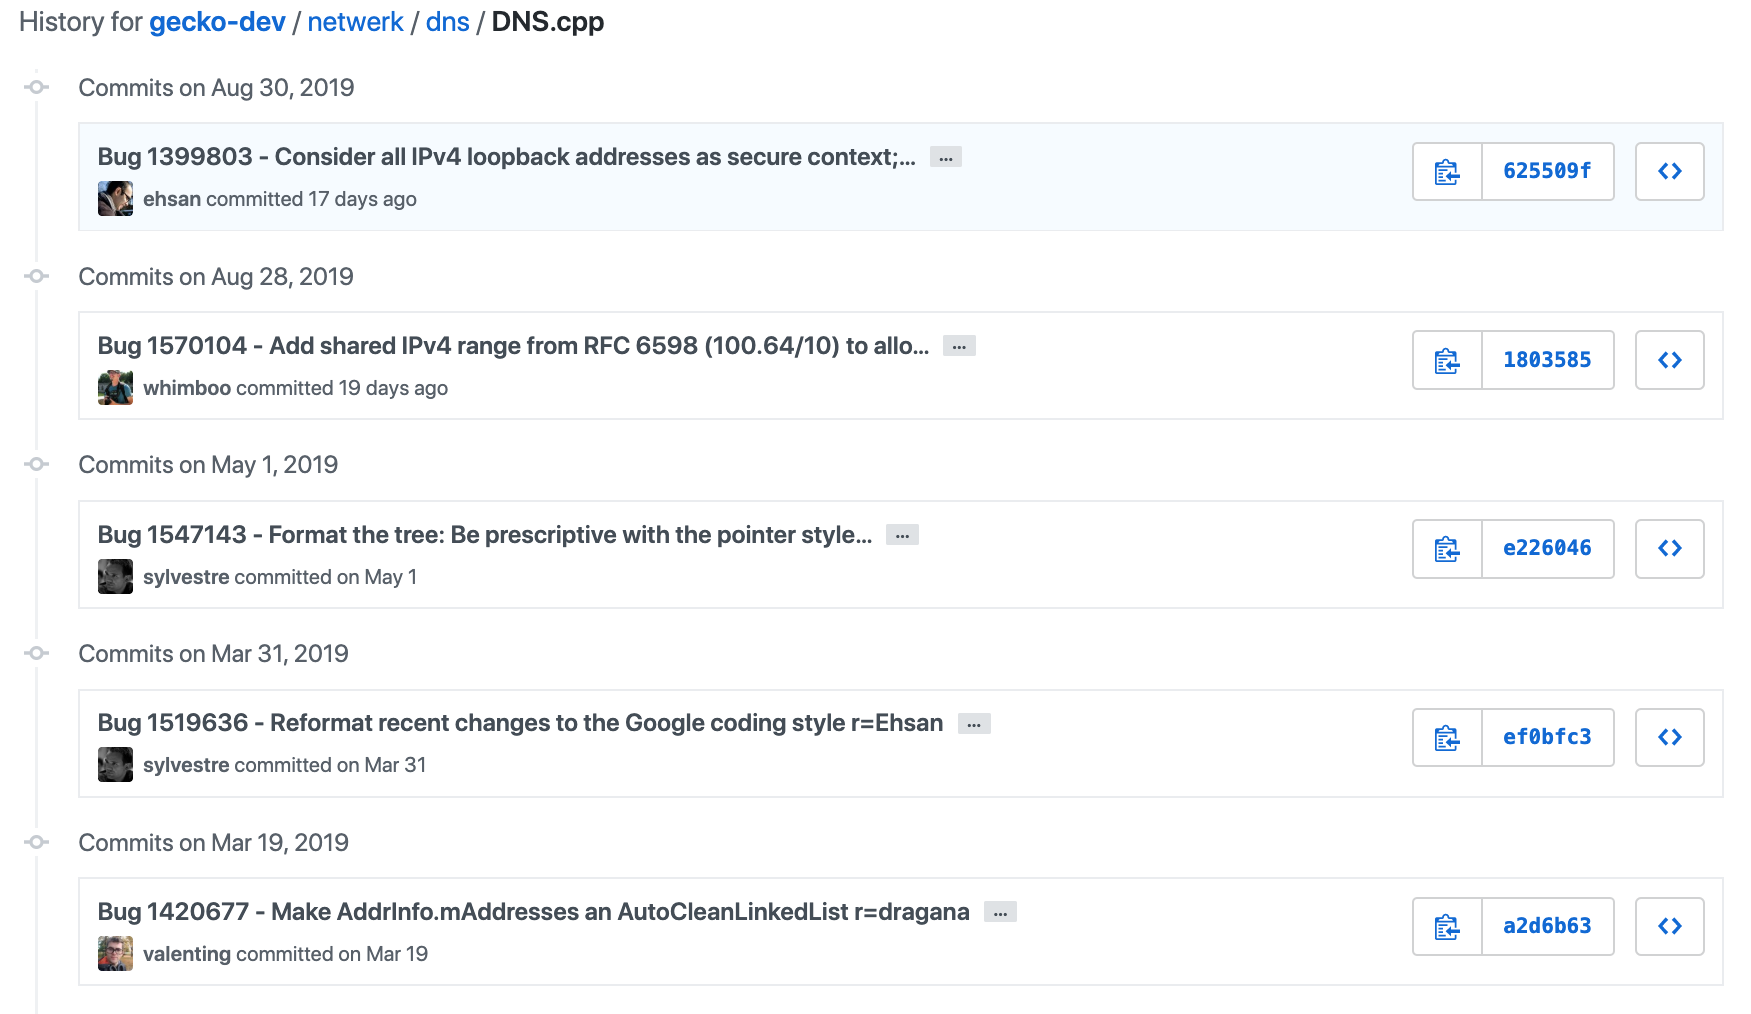 History for gecko-dev / netwerk / dns / DNS.cpp
Commits on Aug 30, 2019
Bug 1399803 - Consider all IPv4 loopback addresses as secure context;… …
625509f
ehsan committed 17 days ago
Commits on Aug 28, 2019
Bug 1570104 - Add shared IPv4 range from RFC 6598 (100.64/10) to allo… …
1803585
whimboo committed 19 days ago
Commits on May 1, 2019
Bug 1547143 - Format the tree: Be prescriptive with the pointer style… …
e226046
sylvestre committed on May 1
Commits on Mar 31, 2019
Bug 1519636 - Reformat recent changes to the Google coding style r=Ehsan …
ef0bfc3
sylvestre committed on Mar 31
Commits on Mar 19, 2019
Bug 1420677 - Make AddrInfo.mAddresses an AutoCleanLinkedList r=dragana …
a2d6b63
valenting committed on Mar 19